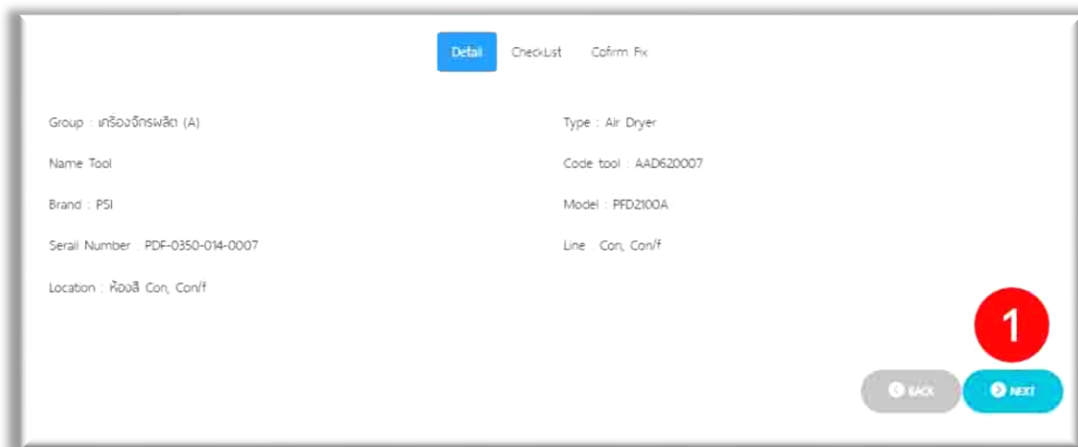 Detail CheckList Cofirm Fix
Group : เครื่องจักรผลิต (A) Type : Air Dryer
Name Tool Code tool : AAD620007
Brand : PSI Model : PFD2100A
Serail Number : PDF-0350-014-0007 Line : Con, Con/f
Location : ห้องสี Con, Con/f
1
BACK NEXT